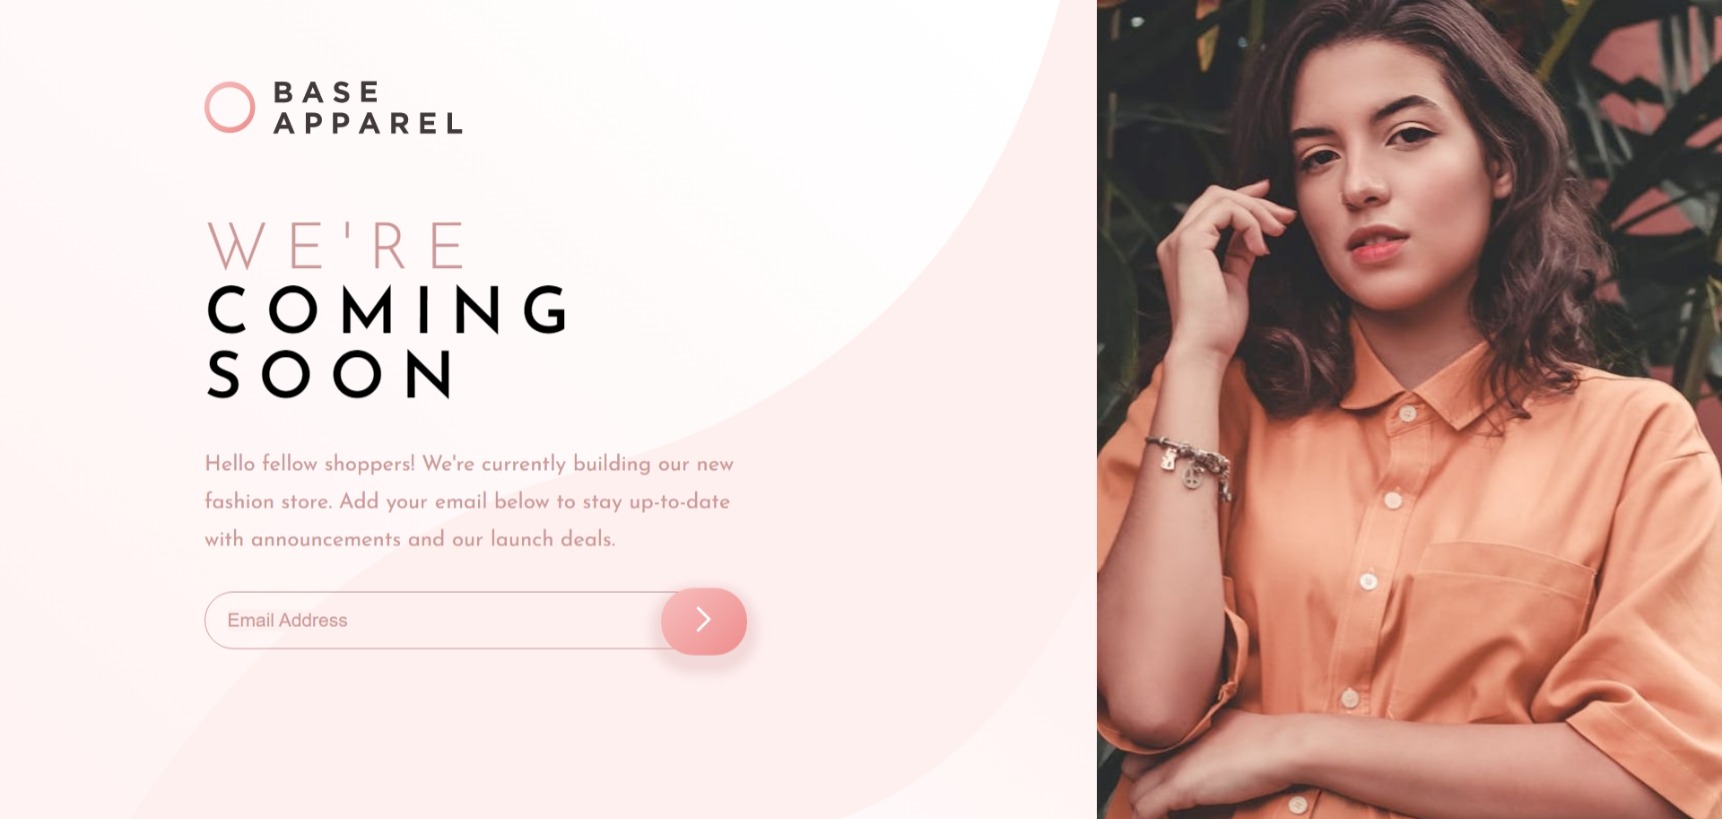 BASE
APPAREL
WE'RE
COMING
SOON
Hello fellow shoppers! We're currently building our new
fashion store. Add your email below to stay up-to-date
with announcements and our launch deals.
Email Address